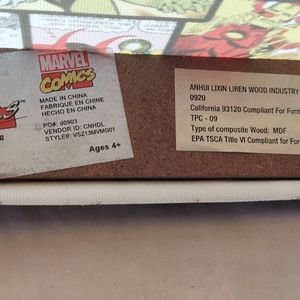 MARVEL
COMICS
MADE IN CHINA
FABRIQUE EN CHINE
HECHO EN CHINA
PO#: d0903
VENDOR ID: CNHDL
STYLE#: VSZ13MVMG01
Ages 4+
ANHUI LIXIN LIREN WOOD INDUSTRY
0920
California 93120 Compliant For Form
TPC - 09
Type of composite Wood: MDF
EPA TSCA Title VI Compliant for For